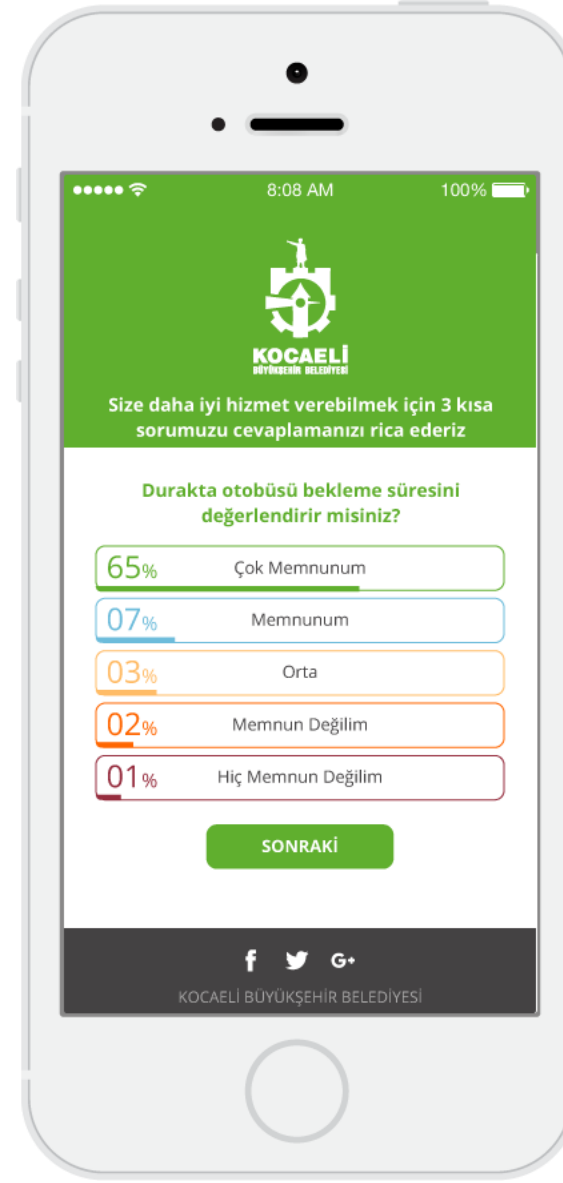 8:08 AM 100%
KOCAELİ
BÜYÜKŞEHİR BELEDİYESİ
Size daha iyi hizmet verebilmek için 3 kısa
sorumuzu cevaplamanızı rica ederiz
Durakta otobüsü bekleme süresini
değerlendirir misiniz?
65% Çok Memnunum
07% Memnunum
03% Orta
02% Memnun Değilim
01% Hiç Memnun Değilim
SONRAKİ
f G+
KOCAELİ BÜYÜKŞEHİR BELEDİYESİ